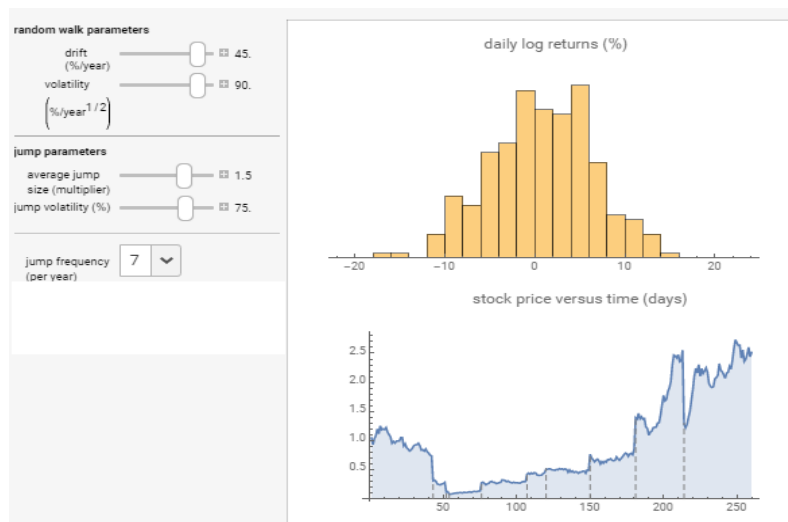 random walk parameters
drift
(%/year)
45.
volatility
(%/year1/2)
90.
jump parameters
average jump
size (multiplier)
1.5
jump volatility (%)
75.
jump frequency
(per year)
7
daily log returns (%)
−20 −10 0 10 20
stock price versus time (days)
2.5
2.0
1.5
1.0
0.5
50 100 150 200 250